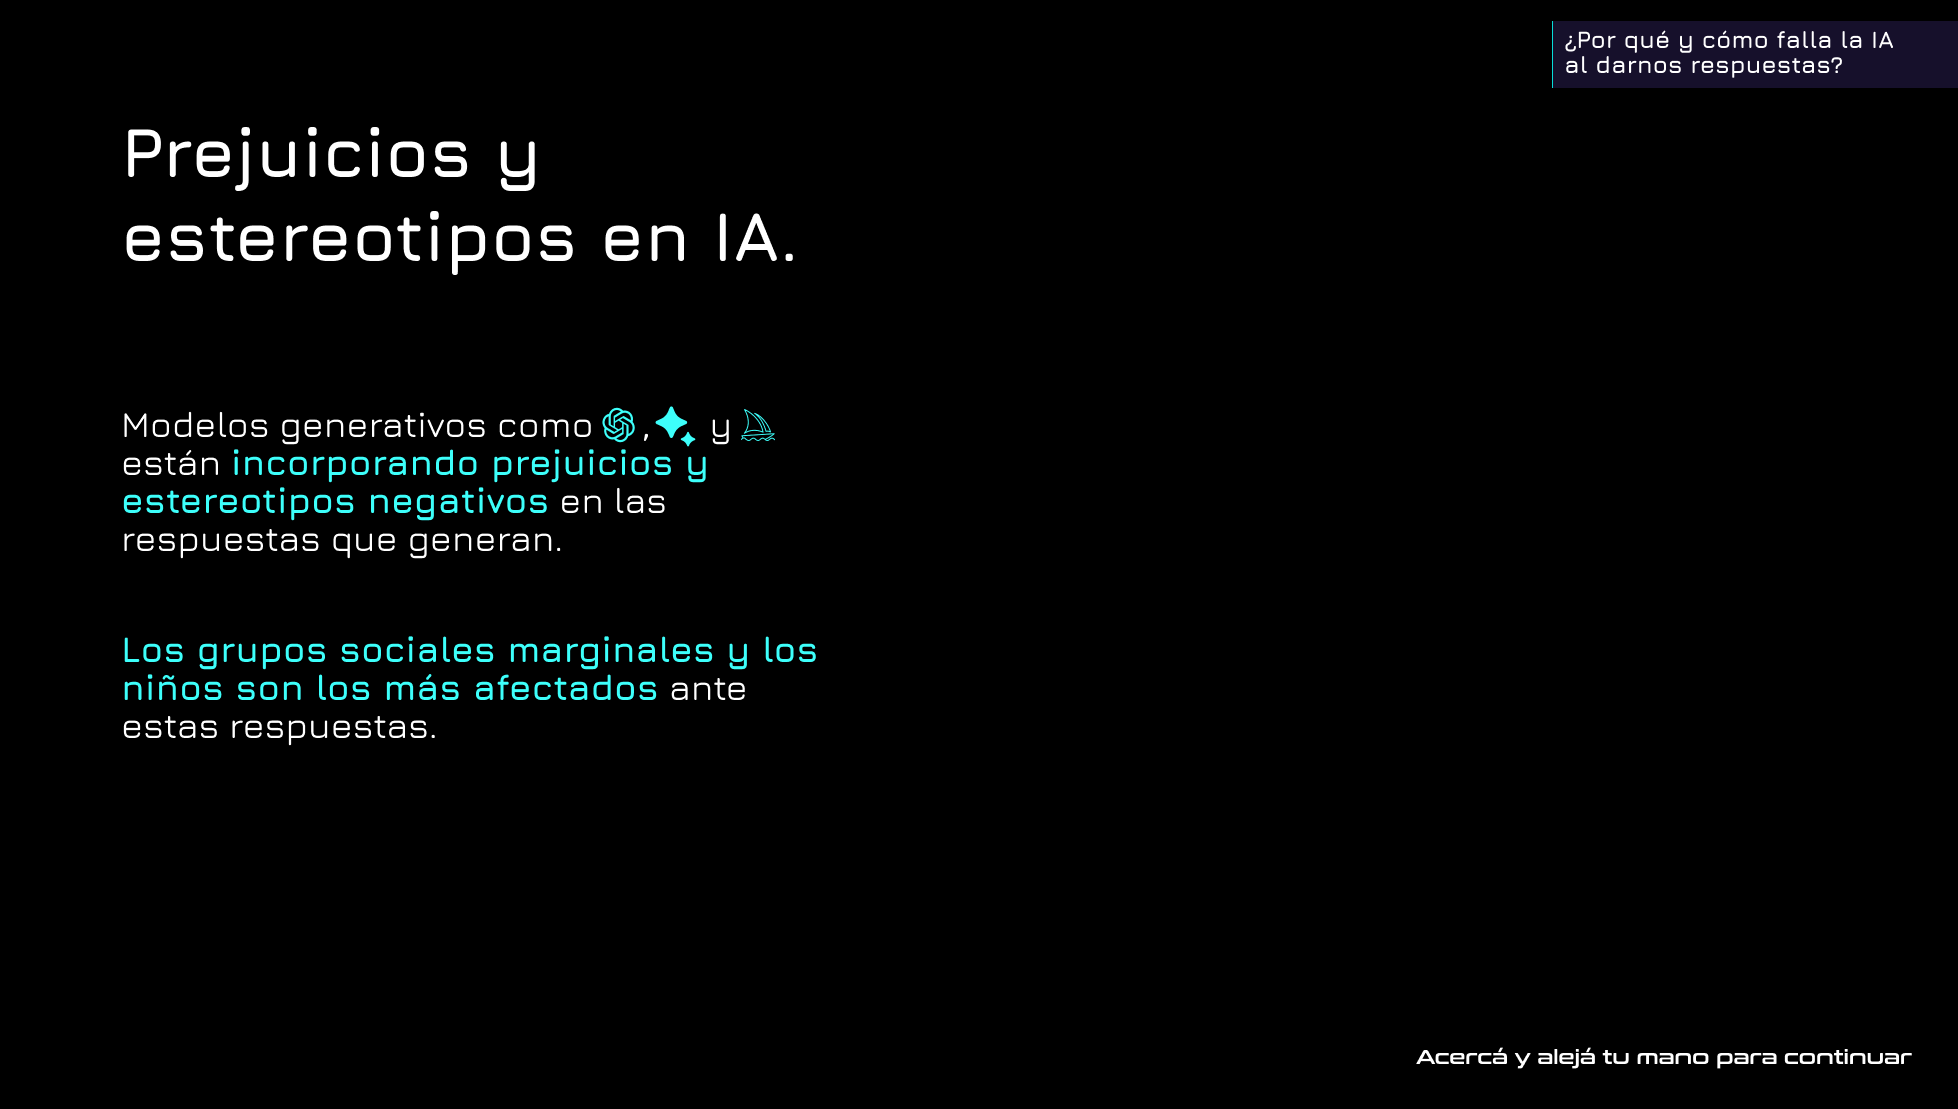 ¿Por qué y cómo falla la IA
al darnos respuestas?
Prejuicios y
estereotipos en IA.
Modelos generativos como , y
están incorporando prejuicios y
estereotipos negativos en las
respuestas que generan.
Los grupos sociales marginales y los
niños son los más afectados ante
estas respuestas.
Acercá y alejá tu mano para continuar